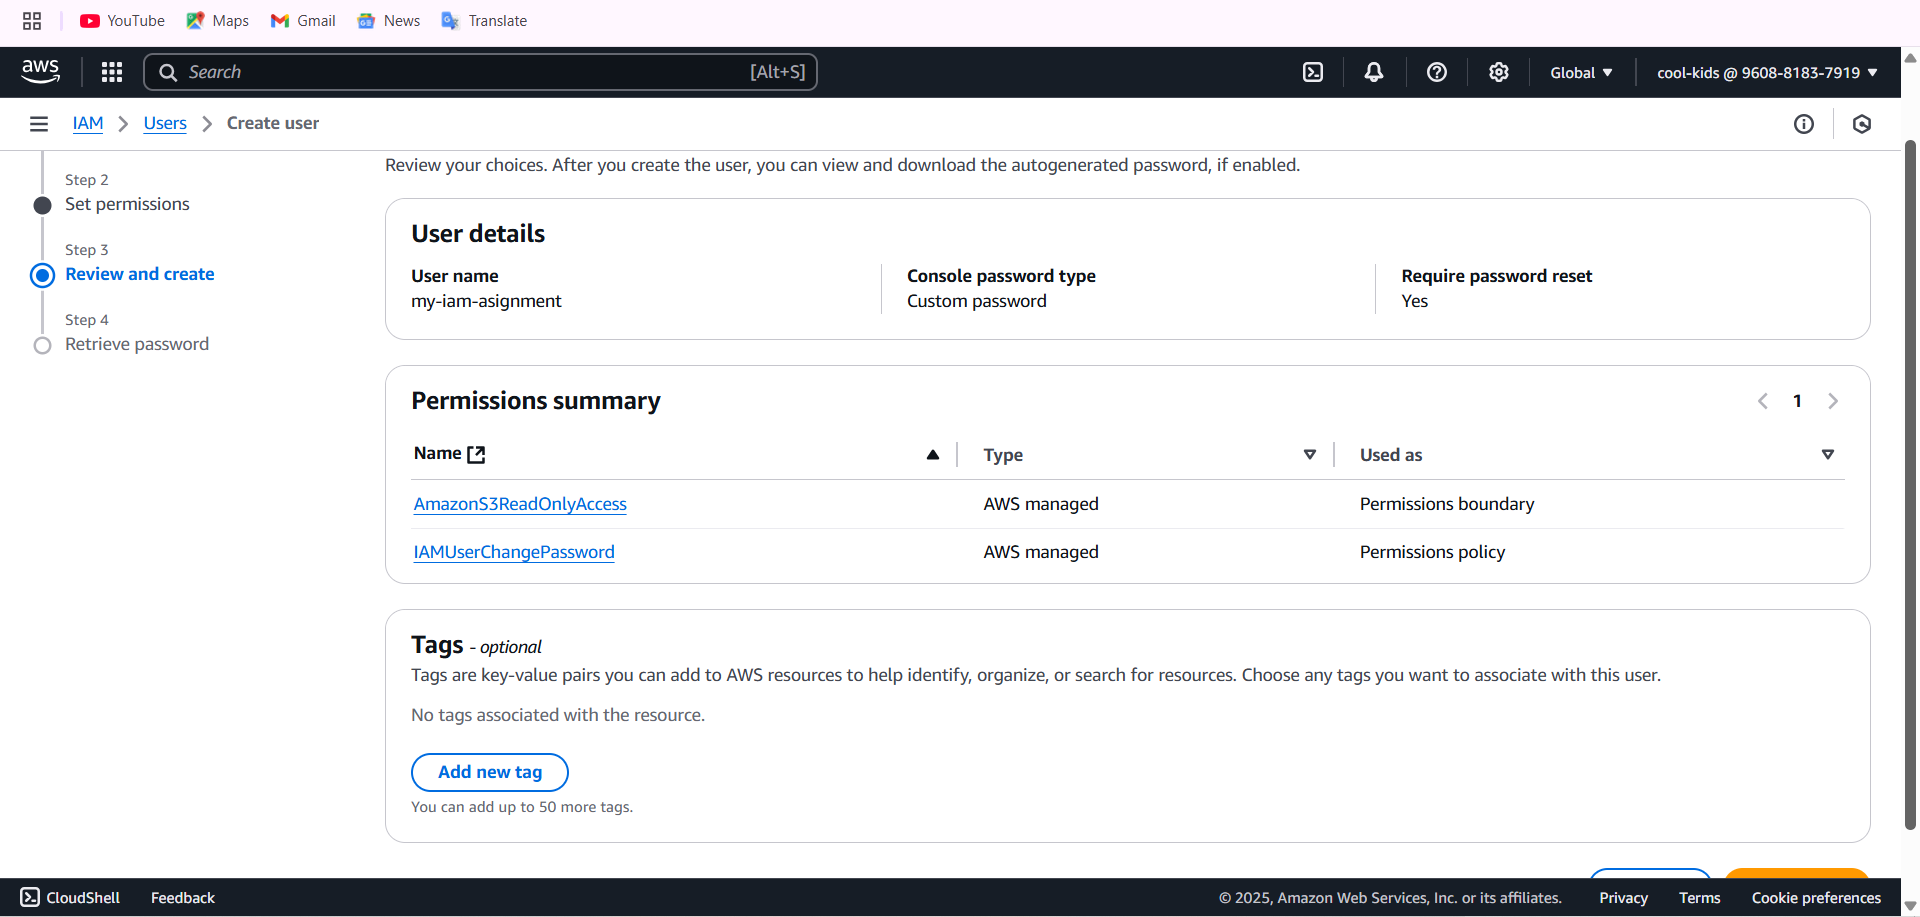 YouTube Maps Gmail News Translate
aws Search [Alt+S] Global cool-kids @ 9608-8183-7919
IAM Users Create user
Review your choices. After you create the user, you can view and download the autogenerated password, if enabled.
Step 2
Set permissions
Step 3
Review and create
Step 4
Retrieve password
User details
User name
my-iam-asignment
Console password type
Custom password
Require password reset
Yes
Permissions summary
1
Name Type Used as
AmazonS3ReadOnlyAccess AWS managed Permissions boundary
IAMUserChangePassword AWS managed Permissions policy
Tags - optional
Tags are key-value pairs you can add to AWS resources to help identify, organize, or search for resources. Choose any tags you want to associate with this user.
No tags associated with the resource.
Add new tag
You can add up to 50 more tags.
CloudShell Feedback © 2025, Amazon Web Services, Inc. or its affiliates. Privacy Terms Cookie preferences